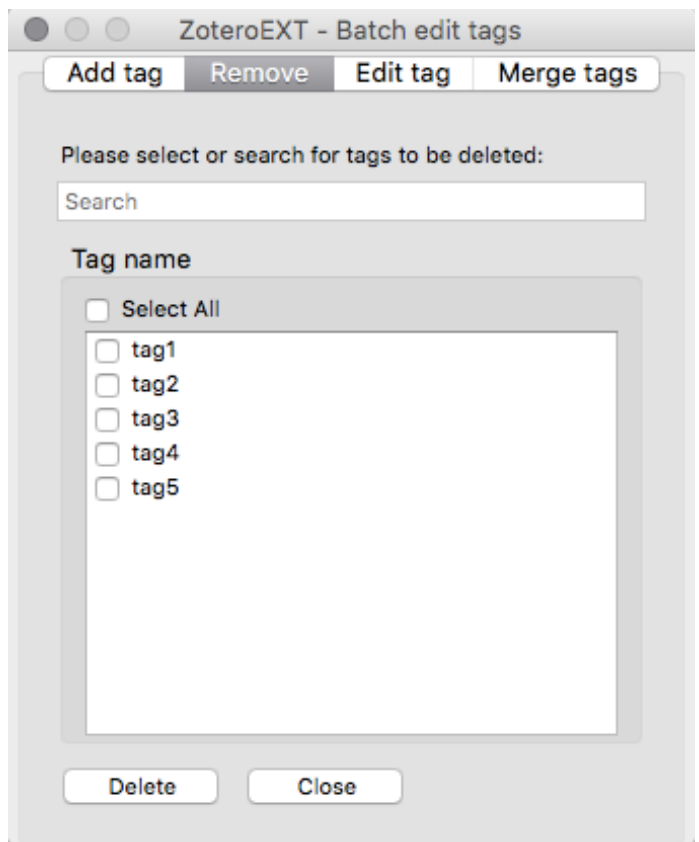 ZoteroEXT - Batch edit tags
Add tag Remove Edit tag Merge tags
Please select or search for tags to be deleted:
Search
Tag name
Select All
tag1
tag2
tag3
tag4
tag5
Delete Close